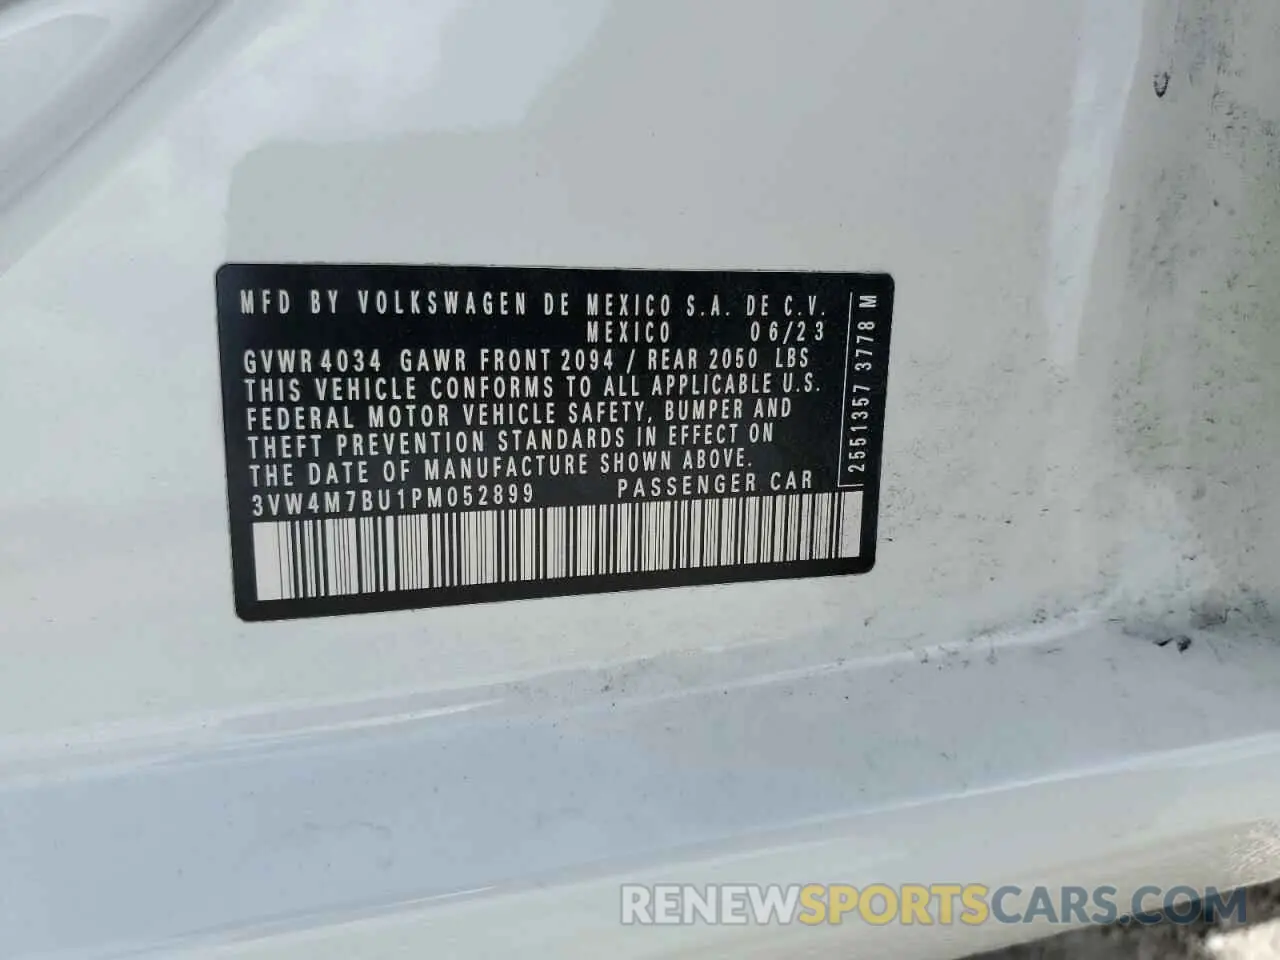 MFD BY VOLKSWAGEN DE MEXICO S.A. DE C.V.
MEXICO 06/23
GVWR 4034 GAWR FRONT 2094 / REAR 2050 LBS
THIS VEHICLE CONFORMS TO ALL APPLICABLE U.S.
FEDERAL MOTOR VEHICLE SAFETY, BUMPER AND
THEFT PREVENTION STANDARDS IN EFFECT ON
THE DATE OF MANUFACTURE SHOWN ABOVE.
3VW4M7BU1PM052899 PASSENGER CAR
2551357 3778 M
RENEWSPORTSCARS.COM